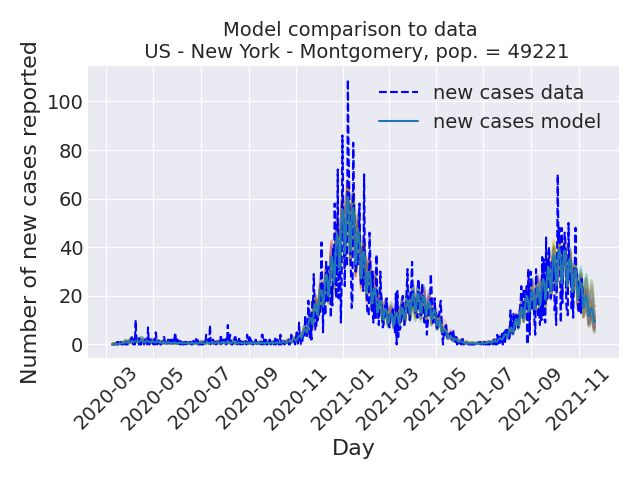 Model comparison to data
US - New York - Montgomery, pop. = 49221
Number of new cases reported
100
80
60
40
20
0
new cases data
new cases model
2020-03
2020-05
2020-07
2020-09
2020-11
2021-01
2021-03
2021-05
2021-07
2021-09
2021-11
Day